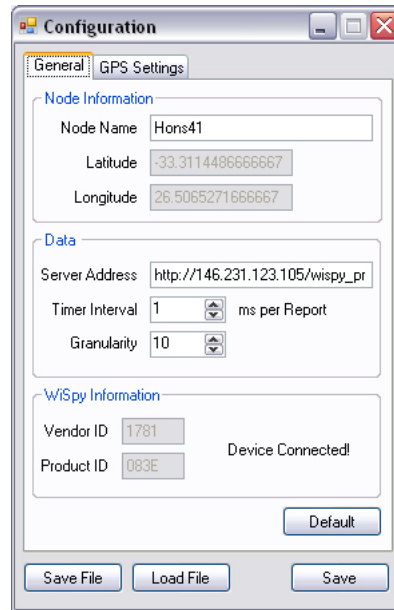 Configuration
General GPS Settings
Node Information
Node Name Hons41
Latitude -33.3114486666667
Longitude 26.5065271666667
Data
Server Address http://146.231.123.105/wispy_pr
Timer Interval 1 ms per Report
Granularity 10
WiSpy Information
Vendor ID 1781
Device Connected!
Product ID 083E
Default
Save File Load File Save